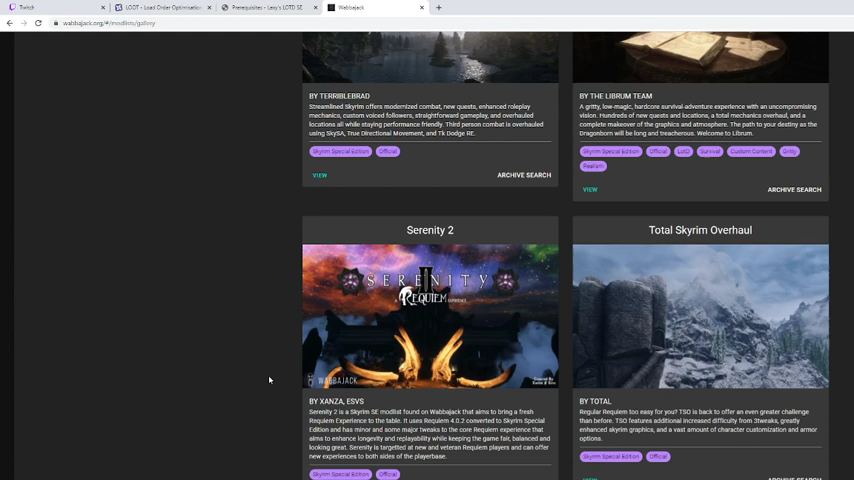 Twitch
LOOT - Load Order Optimisation
Prerequisites - Lexy's LOTD SE
Wabbajack
wabbajack.org/#/modlists/gallery
BY TERRIBLEBRAD
Streamlined Skyrim offers modernized combat, new quests, enhanced roleplay
mechanics, custom voiced followers, straightforward gameplay, and overhauled
locations all while staying performance friendly. Third person combat is overhauled
using SkySA, True Directional Movement, and Tk Dodge RE.
Skyrim Special Edition
Official
VIEW
ARCHIVE SEARCH
BY THE LIBRUM TEAM
A gritty, low-magic, hardcore survival-adventure experience with an uncompromising
vision. Hundreds of new quests and locations, a total mechanics overhaul, and a
complete makeover of the graphics and atmosphere. The path to your destiny as the
Dragonborn will be long and treacherous. Welcome to Librum.
Skyrim Special Edition
Official
Survival
Custom Content
Gritty
Realism
VIEW
ARCHIVE SEARCH
Serenity 2
SERENITY
II
A REQUIEM EXPERIENCE
WABBAJACK
BY XANZA, ESVS
Serenity 2 is a Skyrim SE modlist found on Wabbajack that aims to bring a fresh
Requiem Experience to the table. It uses Requiem 4.0.2 converted to Skyrim Special
Edition and has minor and some major tweaks to the core Requiem experience that
aims to enhance longevity and replayability while keeping the game fair, balanced and
looking great. Serenity is targetted at new and veteran Requiem players and can offer
new experiences to both sides of the playerbase.
Skyrim Special Edition
Official
Total Skyrim Overhaul
BY TOTAL
Regular Requiem too easy for you? TSO is back to offer an even greater challenge
than before. TSO features additional increased difficulty from 3tweaks, greatly
enhanced skyrim graphics, and a vast amount of character customization and armor
options.
Skyrim Special Edition
Official
ARCHIVE SEARCH